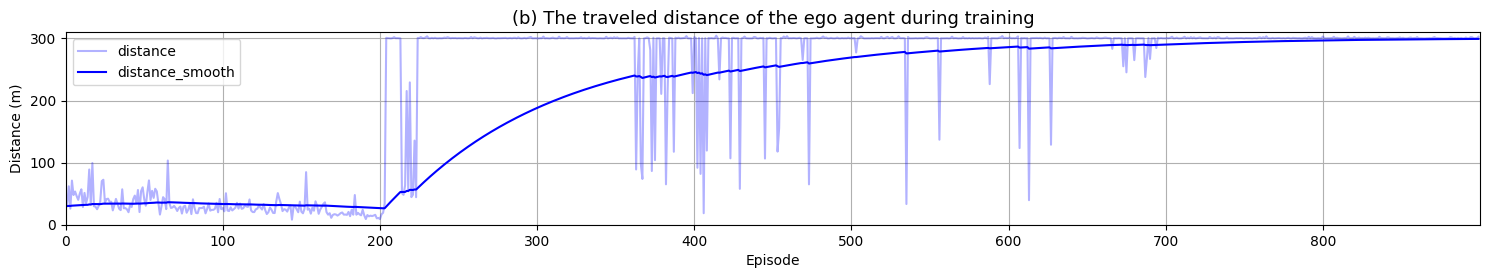 (b) The traveled distance of the ego agent during training
Distance (m)
300
200
100
0
distance
distance_smooth
0 100 200 300 400 500 600 700 800
Episode